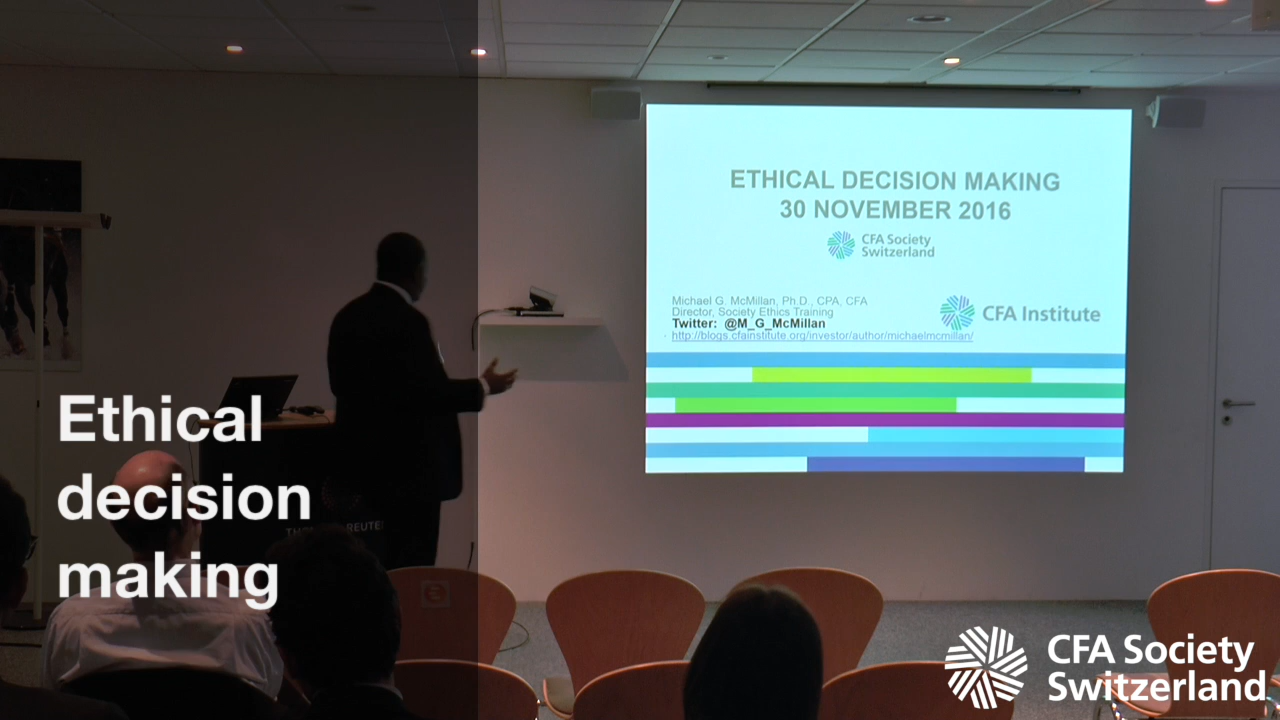 ETHICAL DECISION MAKING
30 NOVEMBER 2016
CFA Society
Switzerland
Michael G. McMillan, Ph.D., CPA, CFA
Director, Society Ethics Training
Twitter: @M_G_McMillan
http://blogs.cfainstitute.org/investor/author/michaelmcmillan/
CFA Institute
Ethical
decision
making
CFA Society
Switzerland